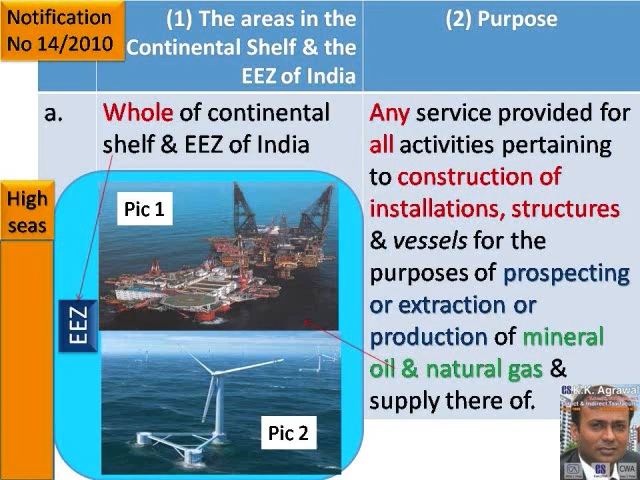 Notification
No 14/2010
(1) The areas in the
Continental Shelf & the
EEZ of India
(2) Purpose
a.
Whole of continental
shelf & EEZ of India
Any service provided for
all activities pertaining
to construction of
installations, structures
& vessels for the
purposes of prospecting
or extraction or
production of mineral
oil & natural gas &
supply there of.
High
seas
Pic 1
EEZ
Pic 2
CS K.K. Agrawal
Direct & Indirect Tax
CS
CWA